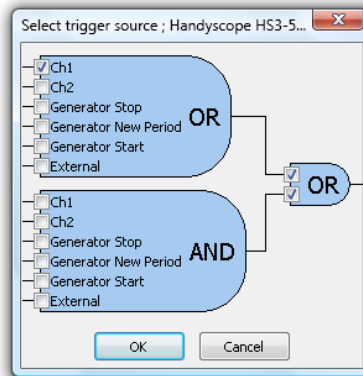 Select trigger source ; Handyscope HS3-5...
Ch1
Ch2
Generator Stop
OR
Generator New Period
Generator Start
External
OR
Ch1
Ch2
Generator Stop
AND
Generator New Period
Generator Start
External
OK
Cancel